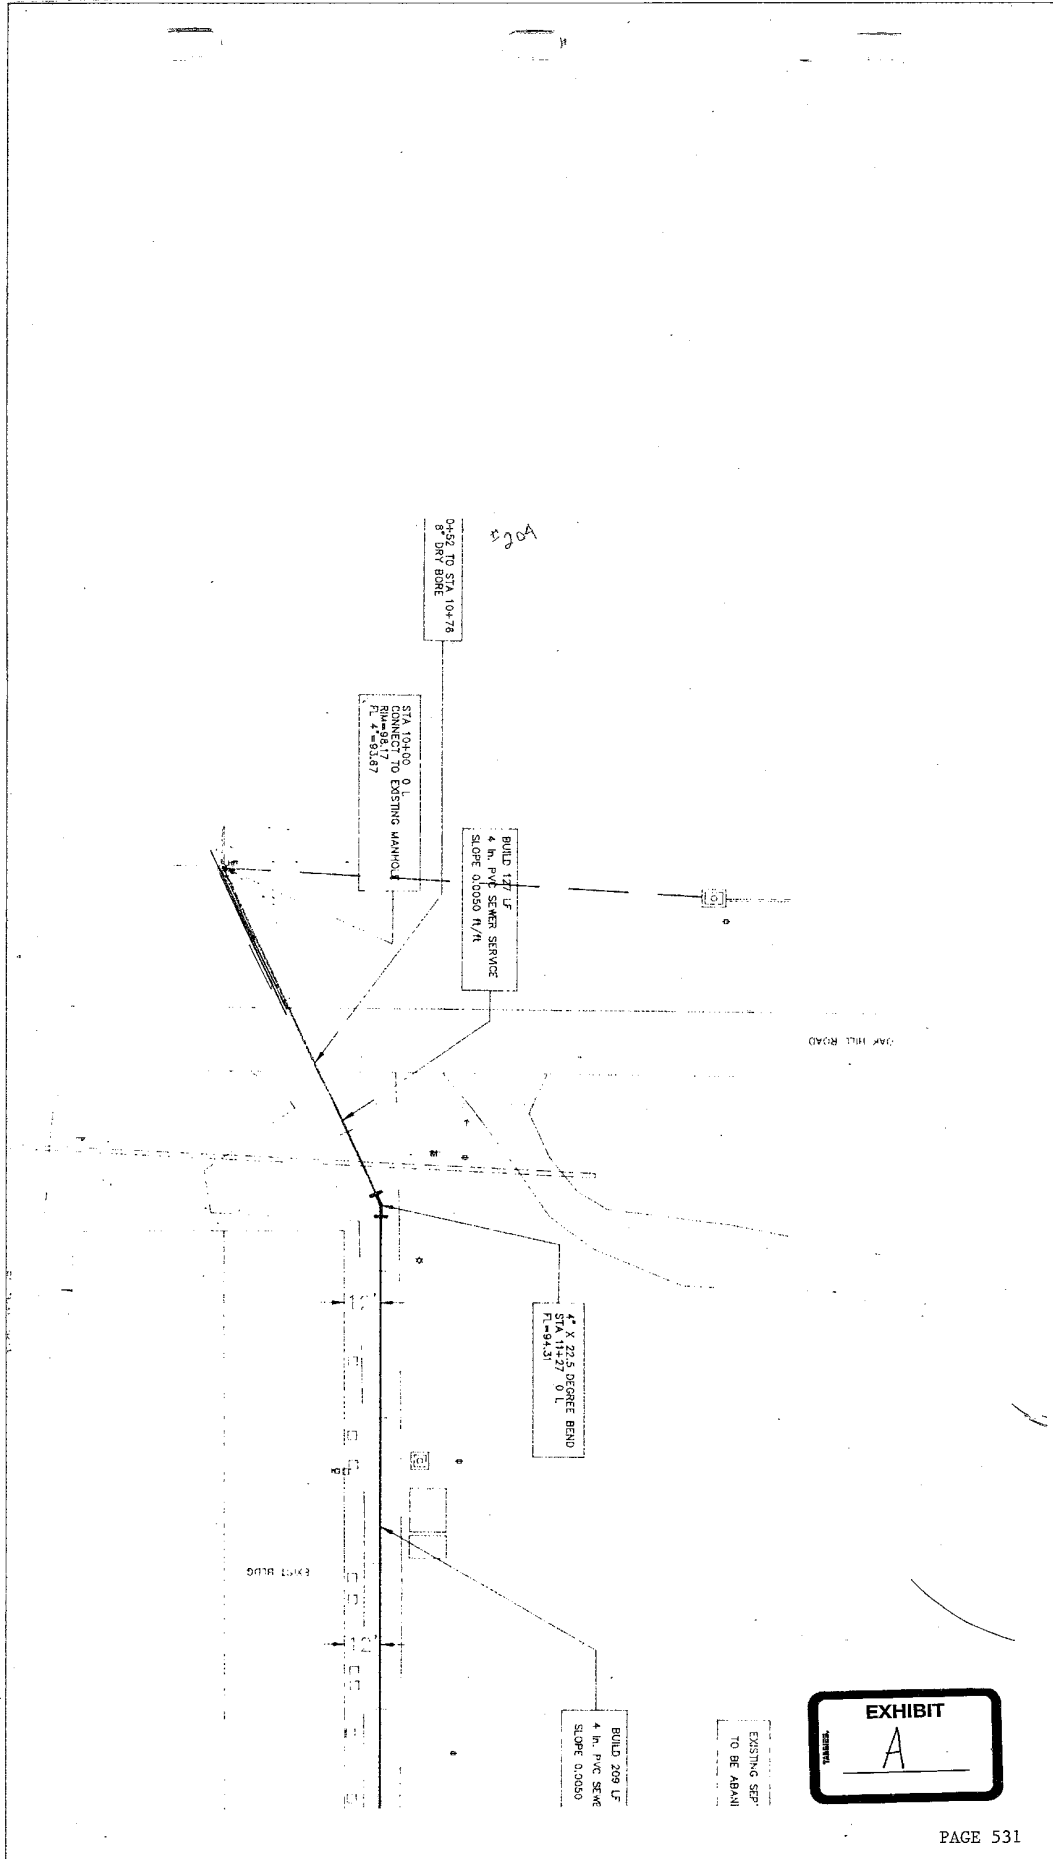 0+52 TO STA 10+76
8" DRY BORE
STA 10+00 0 L
CONNECT TO EXISTING MANHOLE
RIM=98.17
FL 4"=93.67
BUILD 127 LF
4 in. PVC SEWER SERVICE
SLOPE 0.0050 ft/ft
OAK HILL ROAD
4" X 22.5 DEGREE BEND
STA 11+27 0 L
FL=94.31
12'
EXIST BLDG
12'
BUILD 209 LF
4 in. PVC SEWE
SLOPE 0.0050
EXISTING SEP
TO BE ABAN
EXHIBIT
A
PAGE 531